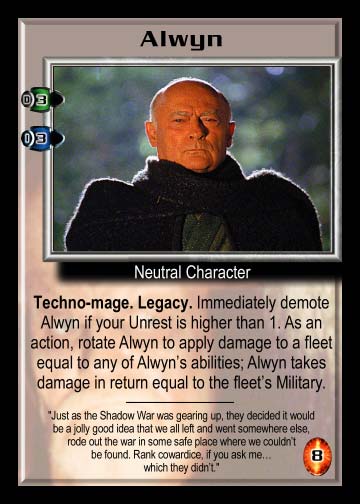 Alwyn
D 3
D 3
Neutral Character
Techno-mage. Legacy. Immediately demote
Alwyn if your Unrest is higher than 1. As an
action, rotate Alwyn to apply damage to a fleet
equal to any of Alwyn's abilities; Alwyn takes
damage in return equal to the fleet's Military.
"Just as the Shadow War was gearing up, they decided it would
be a jolly good idea that we all left and went somewhere else,
rode out the war in some safe place where we couldn't
be found. Rank cowardice, if you ask me…
which they didn't."
8